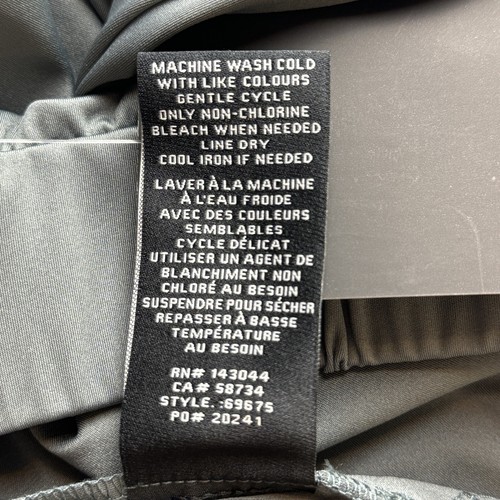 MACHINE WASH COLD
WITH LIKE COLOURS
GENTLE CYCLE
ONLY NON-CHLORINE
BLEACH WHEN NEEDED
LINE DRY
COOL IRON IF NEEDED
LAVER À LA MACHINE
À L'EAU FROIDE
AVEC DES COULEURS
SEMBLABLES
CYCLE DÉLICAT
UTILISER UN AGENT DE
BLANCHIMENT NON
CHLORÉ AU BESOIN
SUSPENDRE POUR SÉCHER
REPASSER À BASSE
TEMPÉRATURE
AU BESOIN
RN# 143044
CA# 58734
STYLE. :69675
PO# 20241